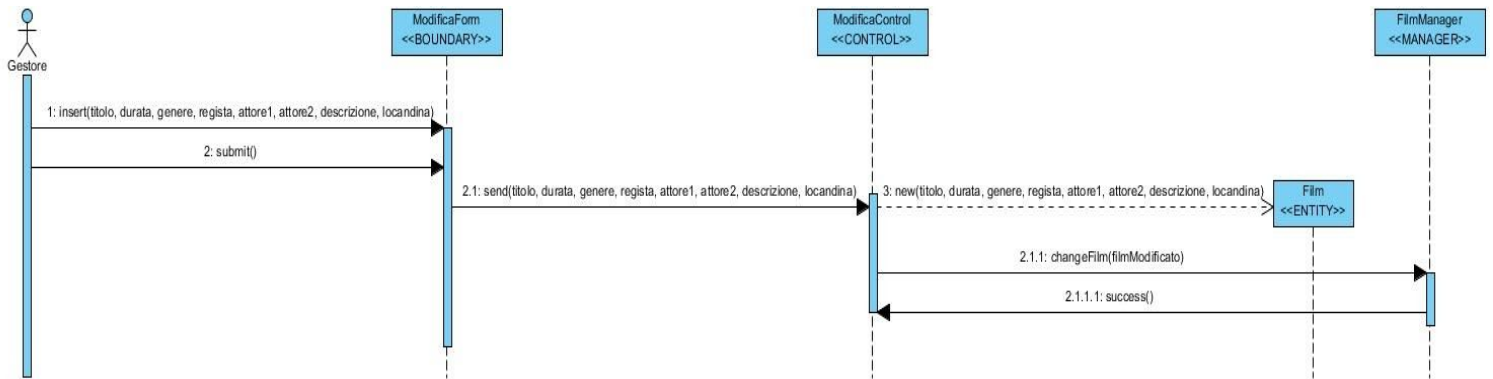 ModificaForm
<<BOUNDARY>>
ModificaControl
<<CONTROL>>
FilmManager
<<MANAGER>>
Gestore
1: insert(titolo, durata, genere, regista, attore1, attore2, descrizione, locandina)
2: submit()
2.1: send(titolo, durata, genere, regista, attore1, attore2, descrizione, locandina)
3: new(titolo, durata, genere, regista, attore1, attore2, descrizione, locandina)
Film
<<ENTITY>>
2.1.1: changeFilm(filmModificato)
2.1.1.1: success()